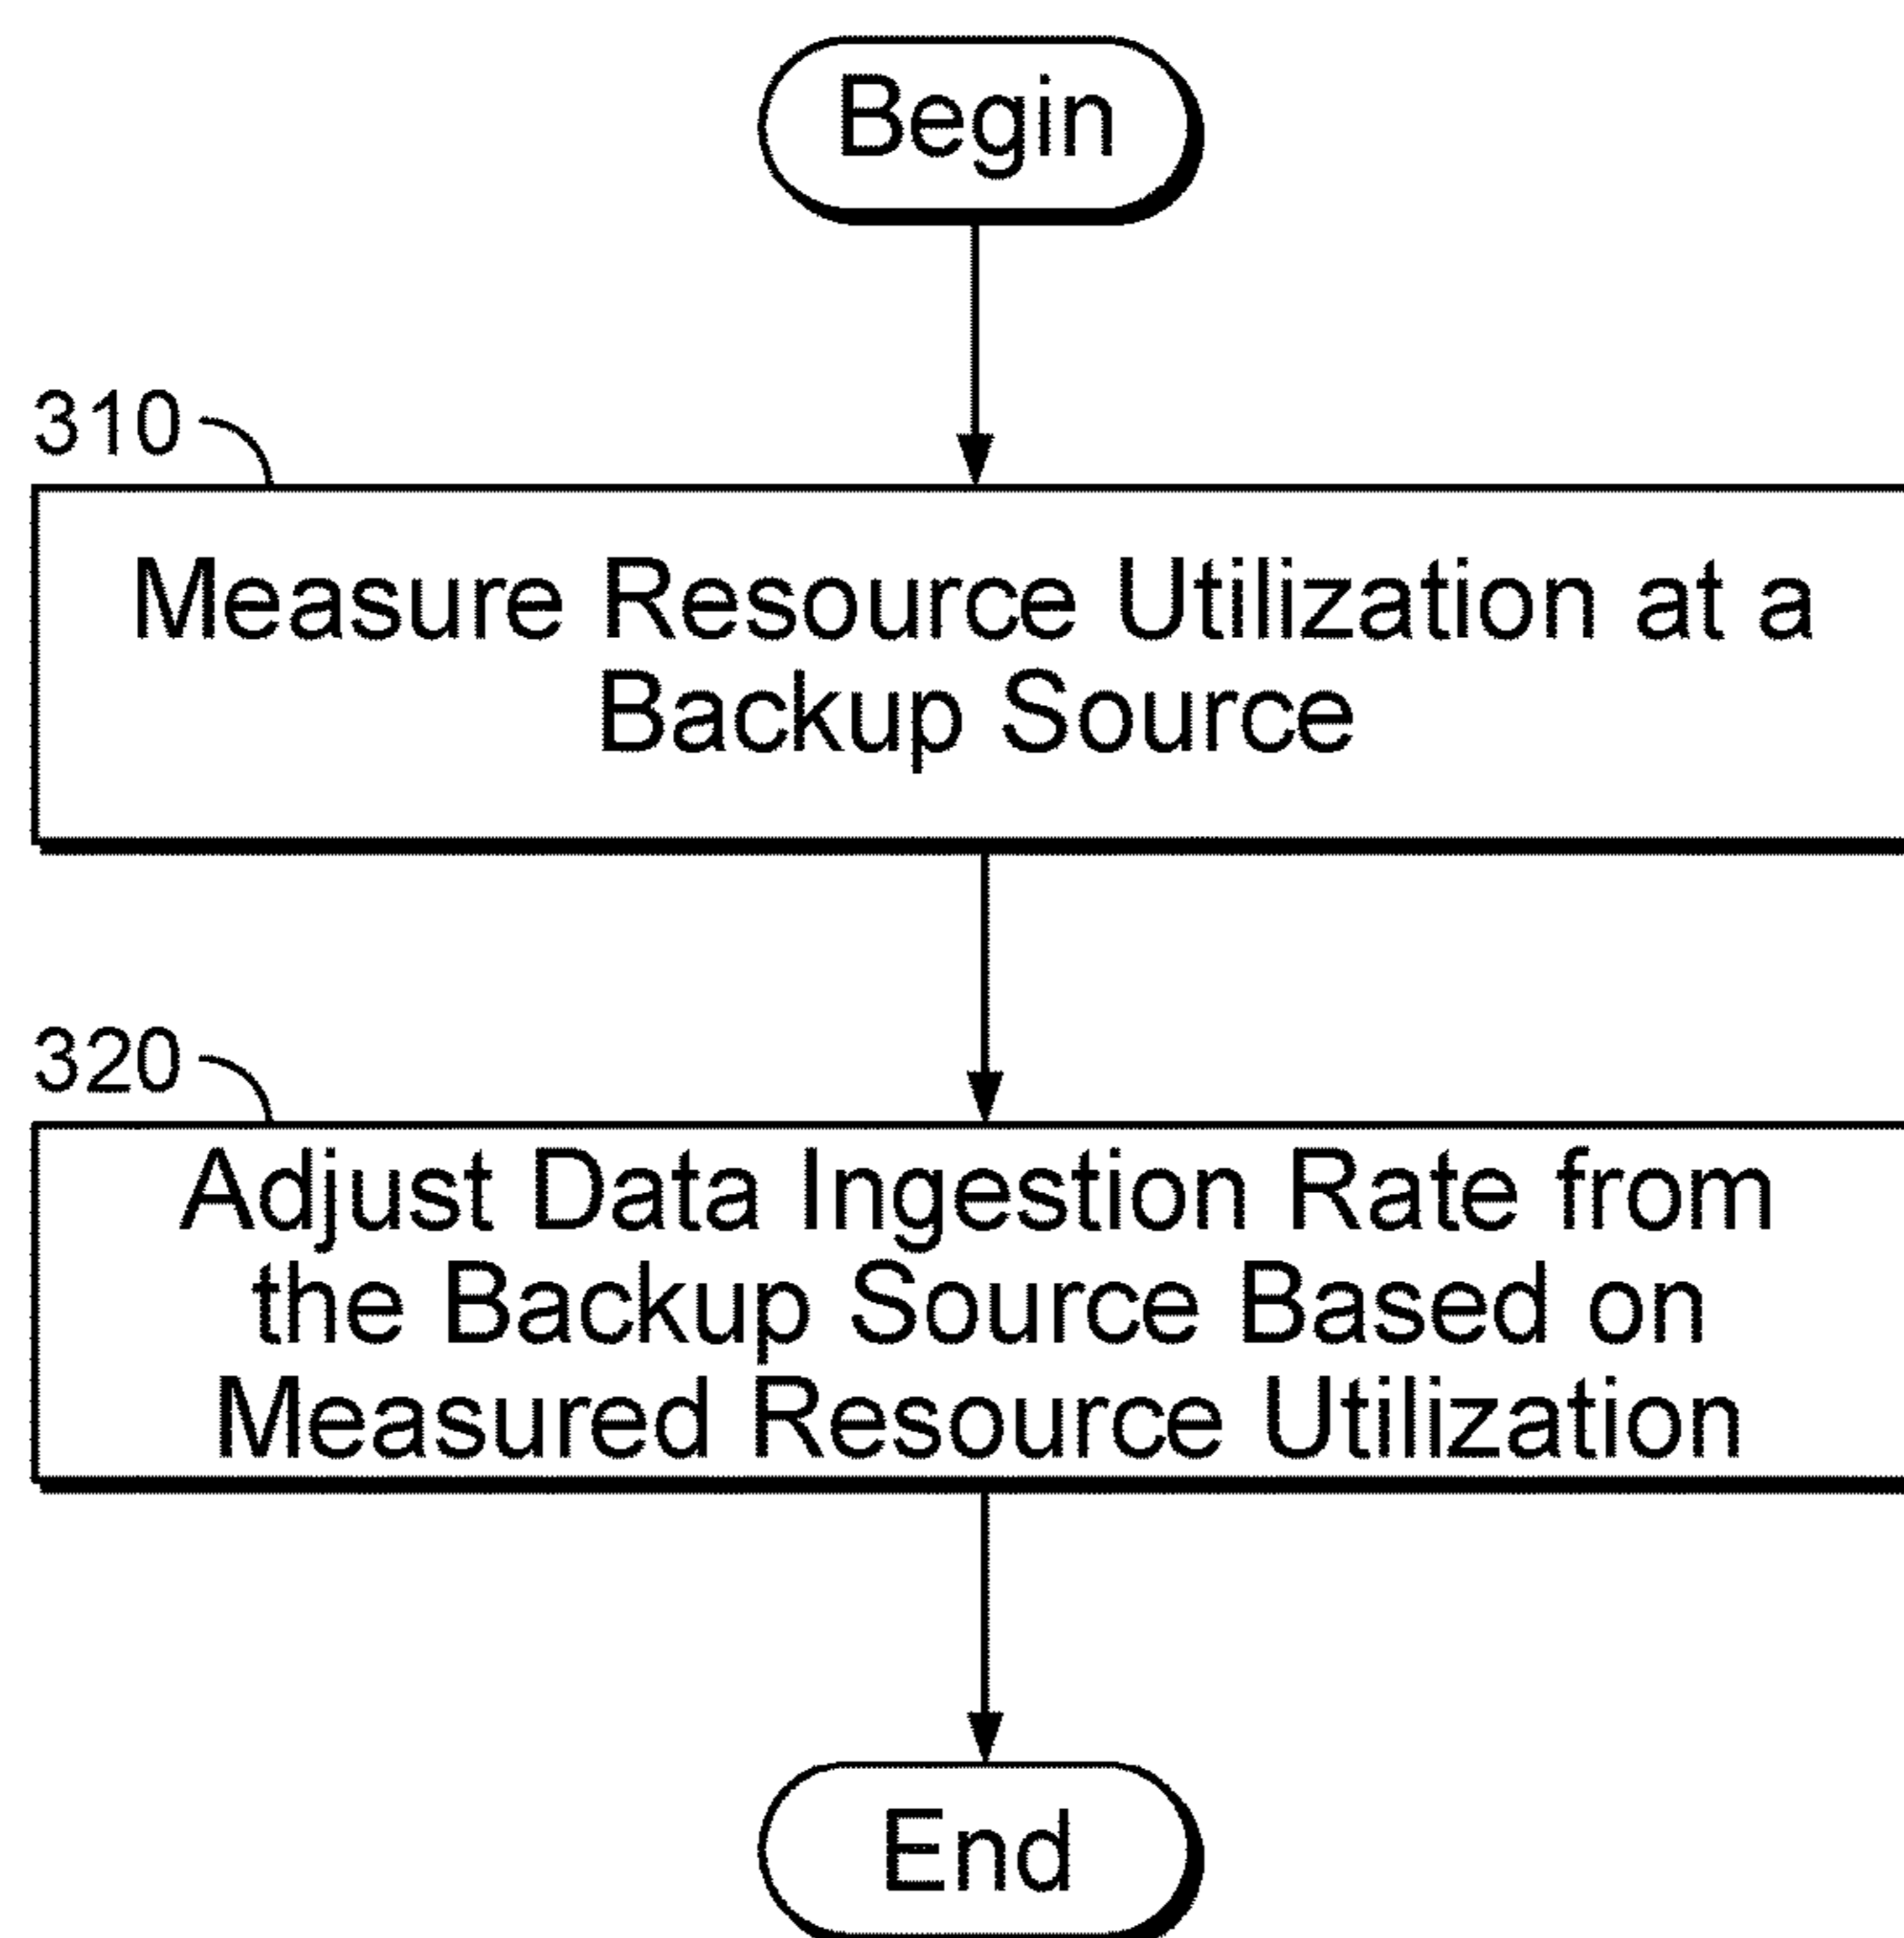 Begin
310
Measure Resource Utilization at a
Backup Source
320
Adjust Data Ingestion Rate from
the Backup Source Based on
Measured Resource Utilization
End